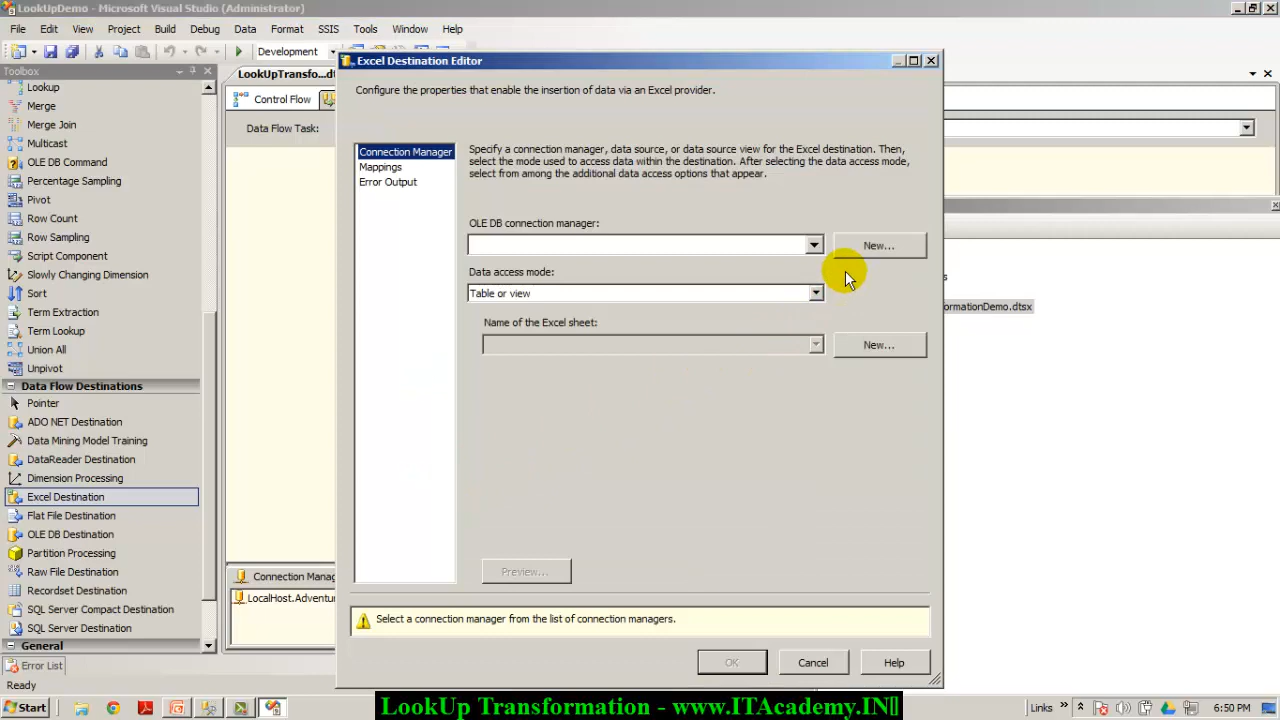 LookUpDemo - Microsoft Visual Studio (Administrator)
File Edit View Project Build Debug Data Format SSIS Tools Window Help
Development
Toolbox
Lookup
Merge
Merge Join
Multicast
OLE DB Command
Percentage Sampling
Pivot
Row Count
Row Sampling
Script Component
Slowly Changing Dimension
Sort
Term Extraction
Term Lookup
Union All
Unpivot
Data Flow Destinations
Pointer
ADO NET Destination
Data Mining Model Training
DataReader Destination
Dimension Processing
Excel Destination
Flat File Destination
OLE DB Destination
Partition Processing
Raw File Destination
Recordset Destination
SQL Server Compact Destination
SQL Server Destination
General
Error List
Ready
LookUpTransfo...
Control Flow
Data Flow Task:
Connection Manag
LocalHost.Adventur
Excel Destination Editor
Configure the properties that enable the insertion of data via an Excel provider.
Connection Manager
Mappings
Error Output
Specify a connection manager, data source, or data source view for the Excel destination. Then,
select the mode used to access data within the destination. After selecting the data access mode,
select from among the additional data access options that appear.
OLE DB connection manager:
New...
Data access mode:
Table or view
Name of the Excel sheet:
New...
Preview...
Select a connection manager from the list of connection managers.
OK Cancel Help
ormationDemo.dtsx
Start
LookUp Transformation - www.ITAcademy.IN
Links
6:50 PM